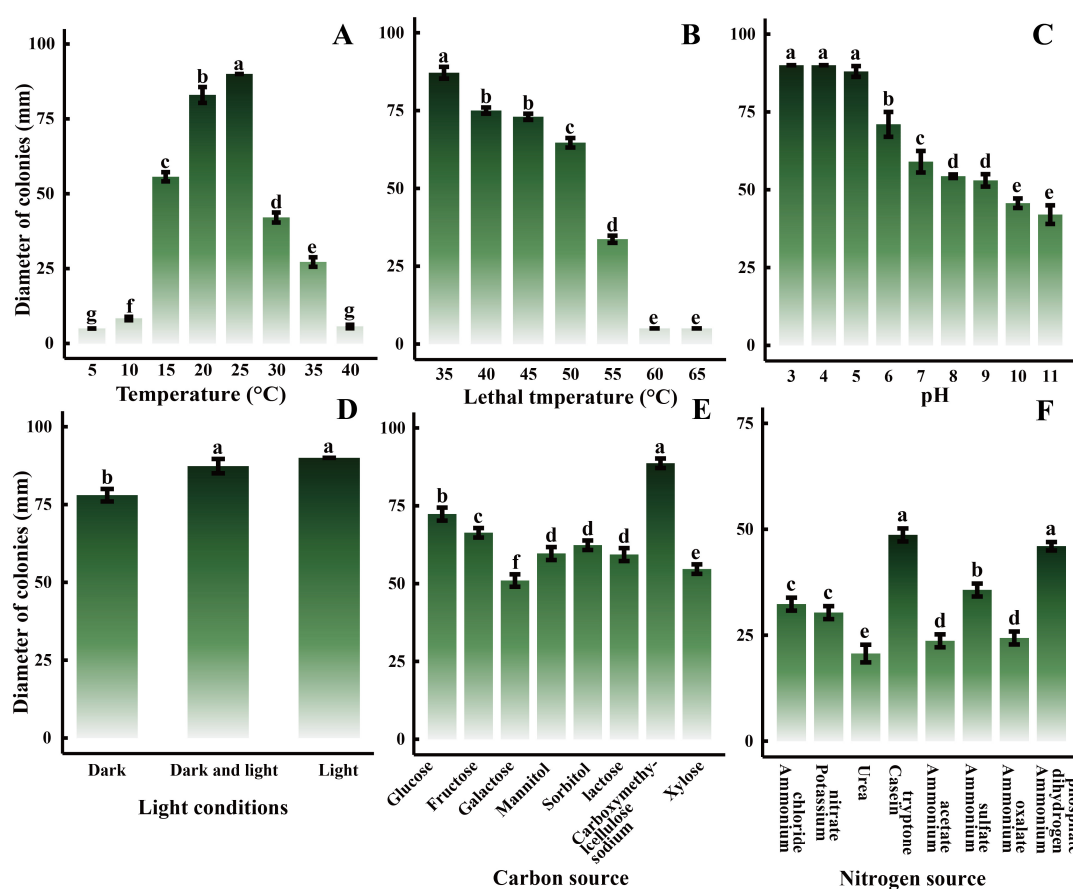 A
Diameter of colonies (mm)
100
75
50
25
0
g
f
c
b
a
d
e
g
5 10 15 20 25 30 35 40
Temperature (°C)
B
100
75
50
25
0
a
b
b
c
d
e
e
35 40 45 50 55 60 65
Lethal tmperature (°C)
C
100
75
50
25
0
a
a
a
b
c
d
d
e
e
3 4 5 6 7 8 9 10 11
pH
D
Diameter of colonies (mm)
100
75
50
25
0
b
a
a
Dark Dark and light Light
Light conditions
E
100
75
50
25
0
b
c
f
d
d
d
a
e
Glucose
Fructose
Galactose
Mannitol
Sorbitol
lactose
Carboxymethy-
lcellulose
sodium
Xylose
Carbon source
F
75
50
25
0
c
c
e
a
d
b
d
a
Ammonium
chloride
Potassium
nitrate
Urea
Casein
tryptone
Ammonium
acetate
Ammonium
sulfate
Ammonium
oxalate
Ammonium
dihydrogen
phosphate
Nitrogen source